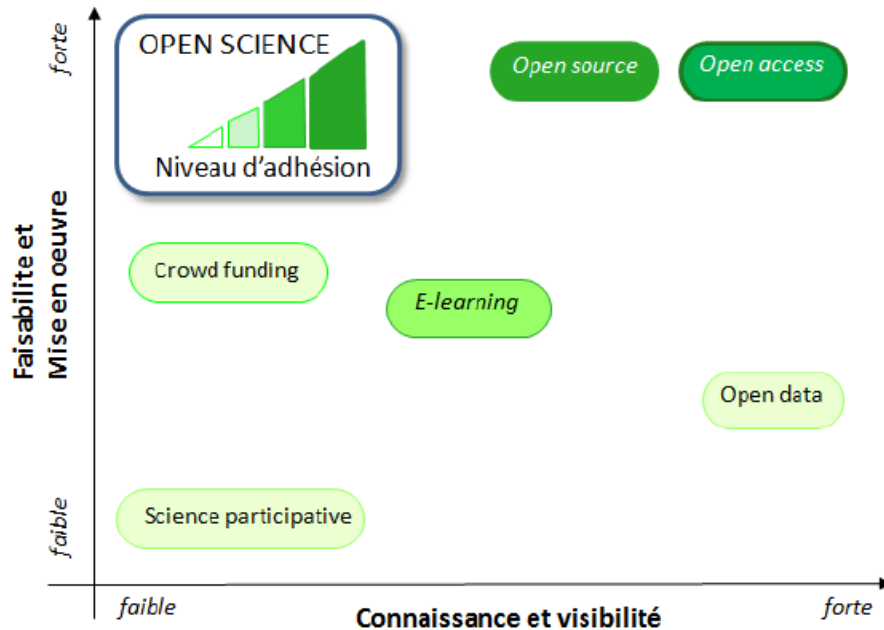 forte
OPEN SCIENCE
Niveau d'adhésion
Open source
Open access
Faisabilite et
Mise en oeuvre
Crowd funding
E-learning
Open data
Science participative
faible
faible
Connaissance et visibilité
forte